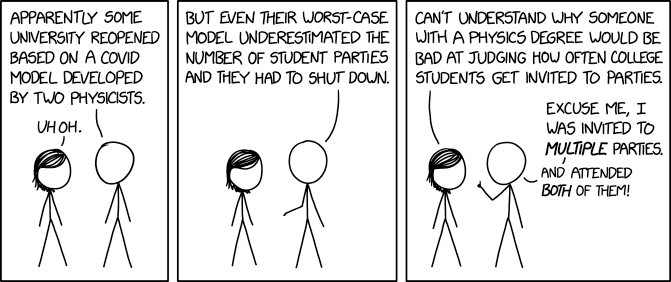 APPARENTLY SOME
UNIVERSITY REOPENED
BASED ON A COVID
MODEL DEVELOPED
BY TWO PHYSICISTS.
UH OH.
BUT EVEN THEIR WORST-CASE
MODEL UNDERESTIMATED THE
NUMBER OF STUDENT PARTIES
AND THEY HAD TO SHUT DOWN.
CAN'T UNDERSTAND WHY SOMEONE
WITH A PHYSICS DEGREE WOULD BE
BAD AT JUDGING HOW OFTEN COLLEGE
STUDENTS GET INVITED TO PARTIES.
EXCUSE ME, I
WAS INVITED TO
MULTIPLE PARTIES.
AND ATTENDED
BOTH OF THEM!